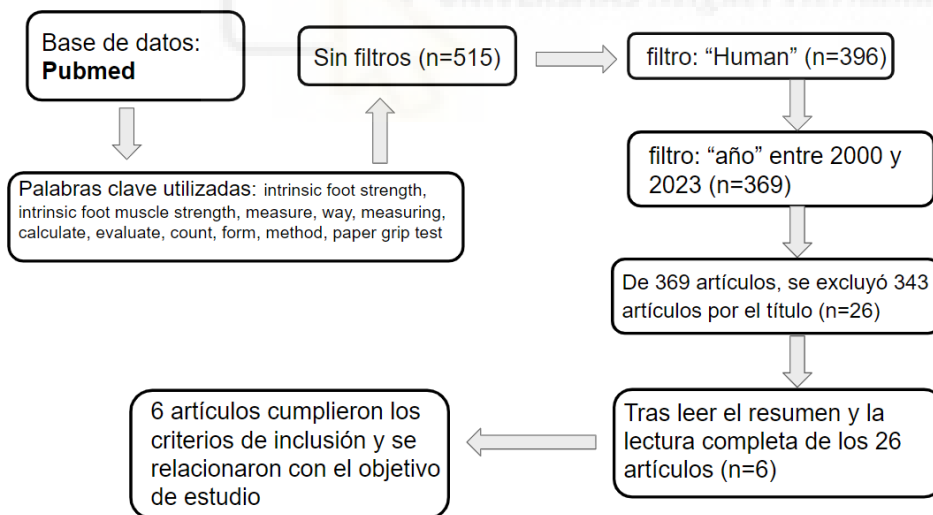 Base de datos:
Pubmed
Palabras clave utilizadas: intrinsic foot strength,
intrinsic foot muscle strength, measure, way, measuring,
calculate, evaluate, count, form, method, paper grip test
Sin filtros (n=515)
filtro: “Human” (n=396)
filtro: “año” entre 2000 y
2023 (n=369)
De 369 artículos, se excluyó 343
artículos por el título (n=26)
Tras leer el resumen y la
lectura completa de los 26
artículos (n=6)
6 artículos cumplieron los
criterios de inclusión y se
relacionaron con el objetivo
de estudio